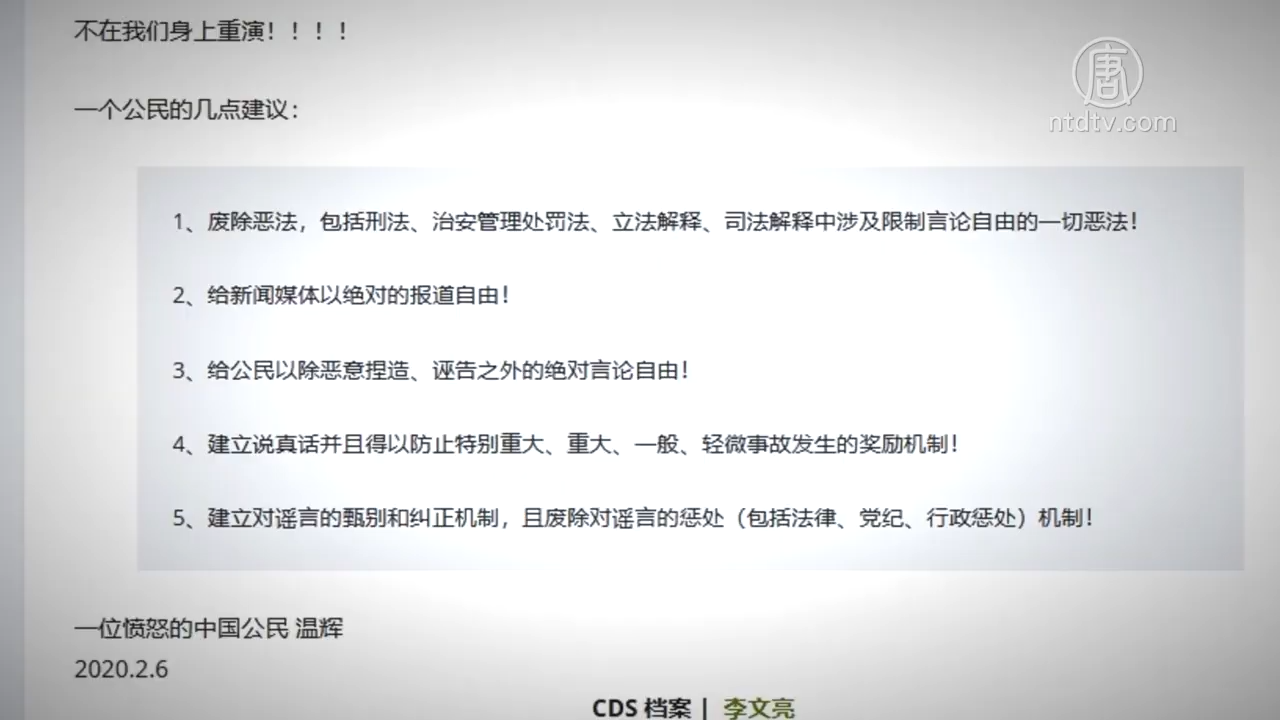 不在我们身上重演！！！！
唐
ntdtv.com
一个公民的几点建议：
1、废除恶法，包括刑法、治安管理处罚法、立法解释、司法解释中涉及限制言论自由的一切恶法！
2、给新闻媒体以绝对的报道自由！
3、给公民以除恶意捏造、诬告之外的绝对言论自由！
4、建立说真话并且得以防止特别重大、重大、一般、轻微事故发生的奖励机制！
5、建立对谣言的甄别和纠正机制，且废除对谣言的惩处（包括法律、党纪、行政惩处）机制！
一位愤怒的中国公民 温辉
2020.2.6
CDS 档案 | 李文亮